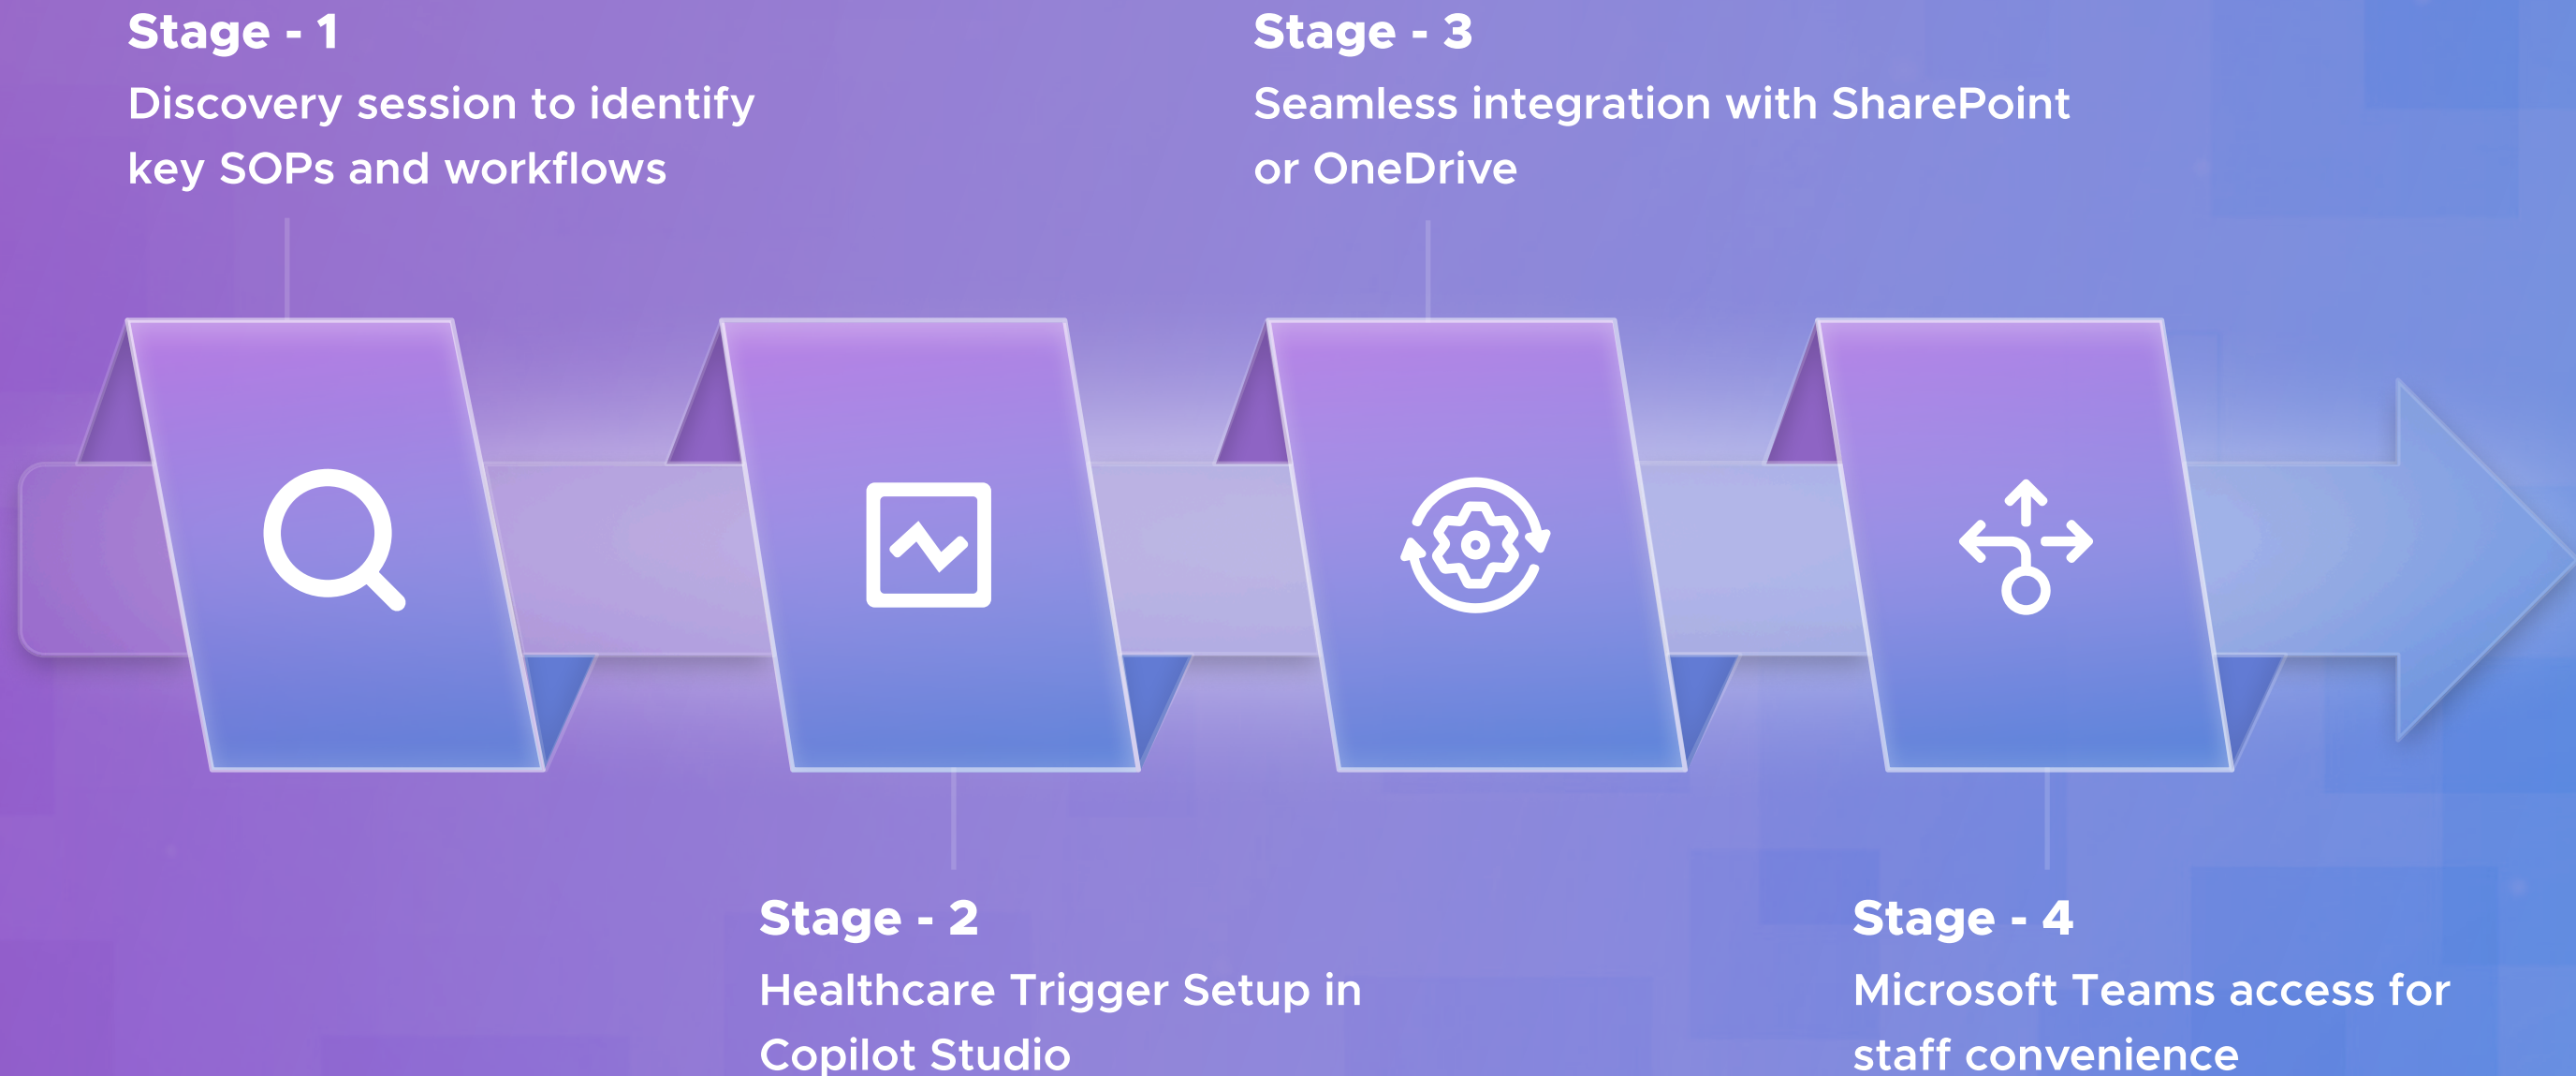 Stage - 1
Discovery session to identify
key SOPs and workflows
Stage - 2
Healthcare Trigger Setup in
Copilot Studio
Stage - 3
Seamless integration with SharePoint
or OneDrive
Stage - 4
Microsoft Teams access for
staff convenience